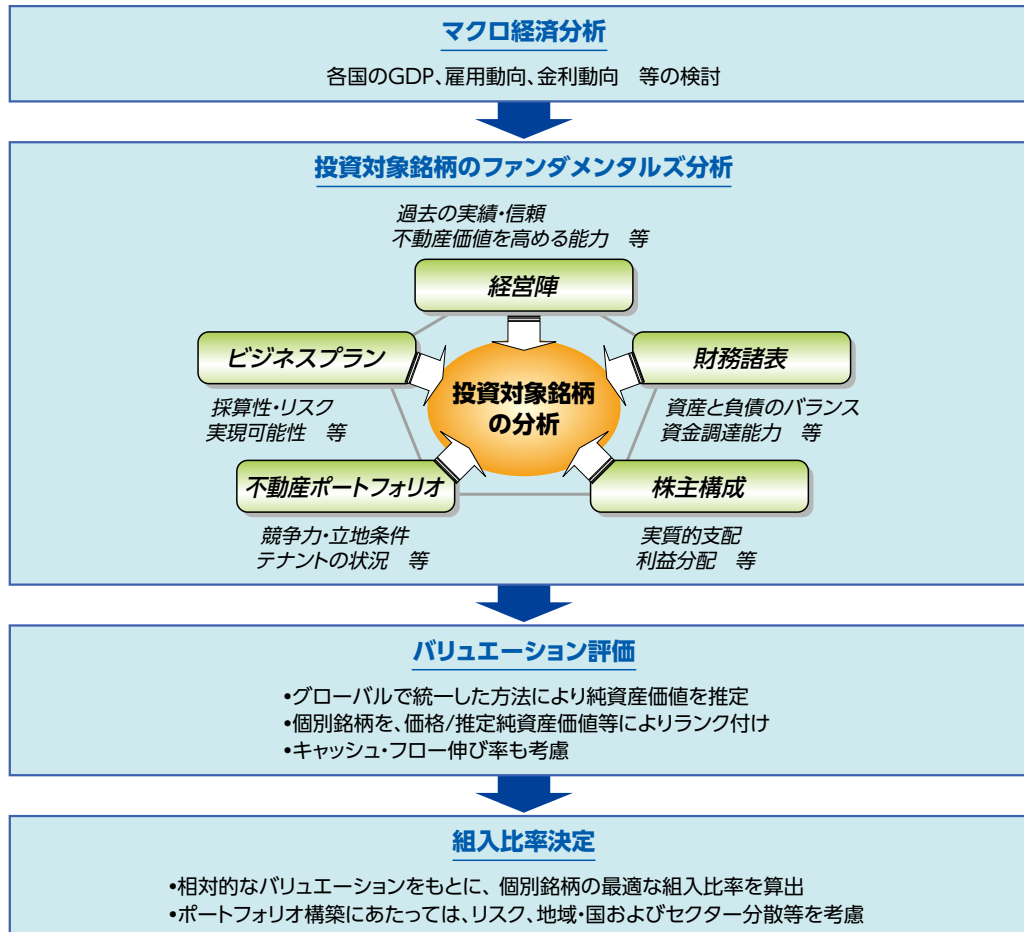 マクロ経済分析
各国のGDP、雇用動向、金利動向　等の検討
投資対象銘柄のファンダメンタルズ分析
過去の実績・信頼
不動産価値を高める能力　等
経営陣
ビジネスプラン
財務諸表
採算性・リスク
実現可能性　等
投資対象銘柄
の分析
資産と負債のバランス
資金調達能力　等
不動産ポートフォリオ
株主構成
競争力・立地条件
テナントの状況　等
実質的支配
利益分配　等
バリュエーション評価
•グローバルで統一した方法により純資産価値を推定
•個別銘柄を、価格/推定純資産価値等によりランク付け
•キャッシュ・フロー伸び率も考慮
組入比率決定
•相対的なバリュエーションをもとに、個別銘柄の最適な組入比率を算出
•ポートフォリオ構築にあたっては、リスク、地域・国およびセクター分散等を考慮